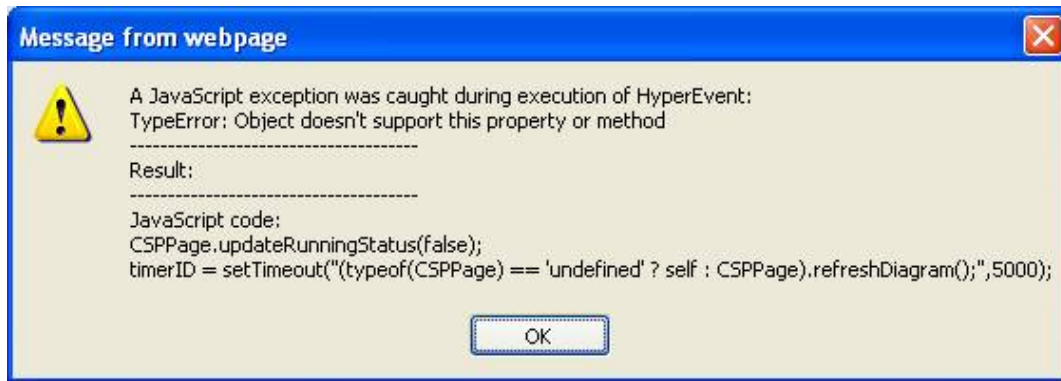 Message from webpage
A JavaScript exception was caught during execution of HyperEvent:
TypeError: Object doesn't support this property or method
--------------------------------------
Result:
--------------------------------------
JavaScript code:
CSPPage.updateRunningStatus(false);
timerID = setTimeout("(typeof(CSPPage) == 'undefined' ? self : CSPPage).refreshDiagram();",5000);
OK